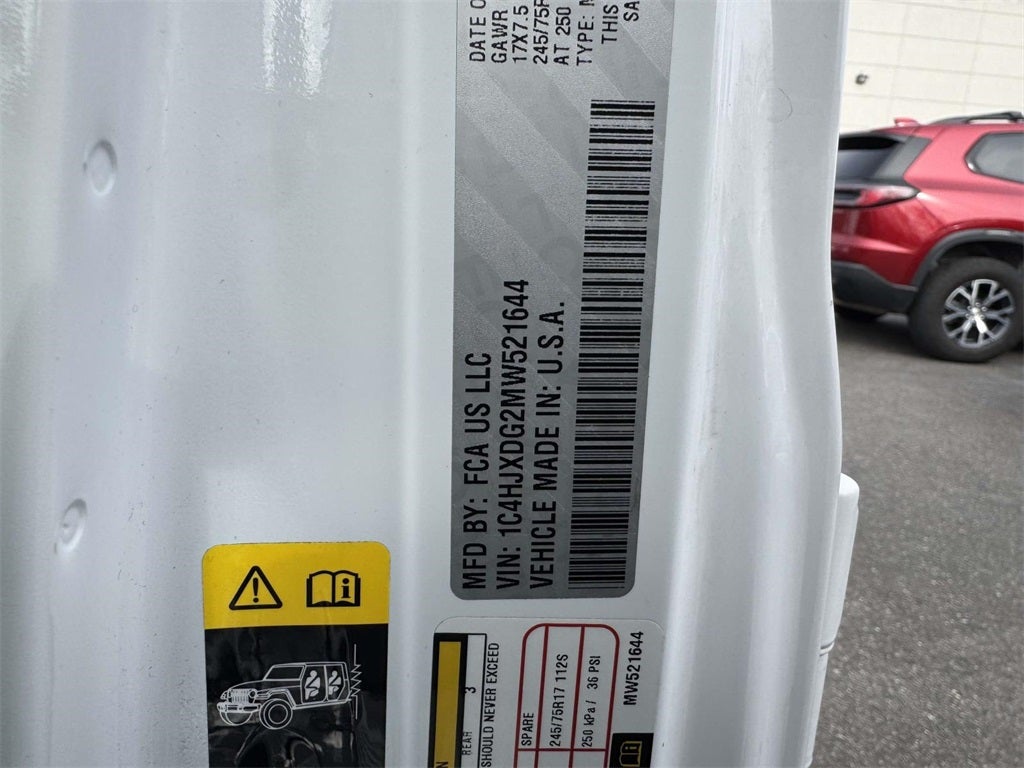 DATE O
GAWR
17X7.5
245/75R
AT 250
TYPE:
THIS
SA
MFD BY: FCA US LLC
VIN: 1C4HJXDG2MW521644
VEHICLE MADE IN: U.S.A.
REAR 3
SHOULD NEVER EXCEED
SPARE
245/75R17 112S
250 kPa / 36 PSI
MW521644